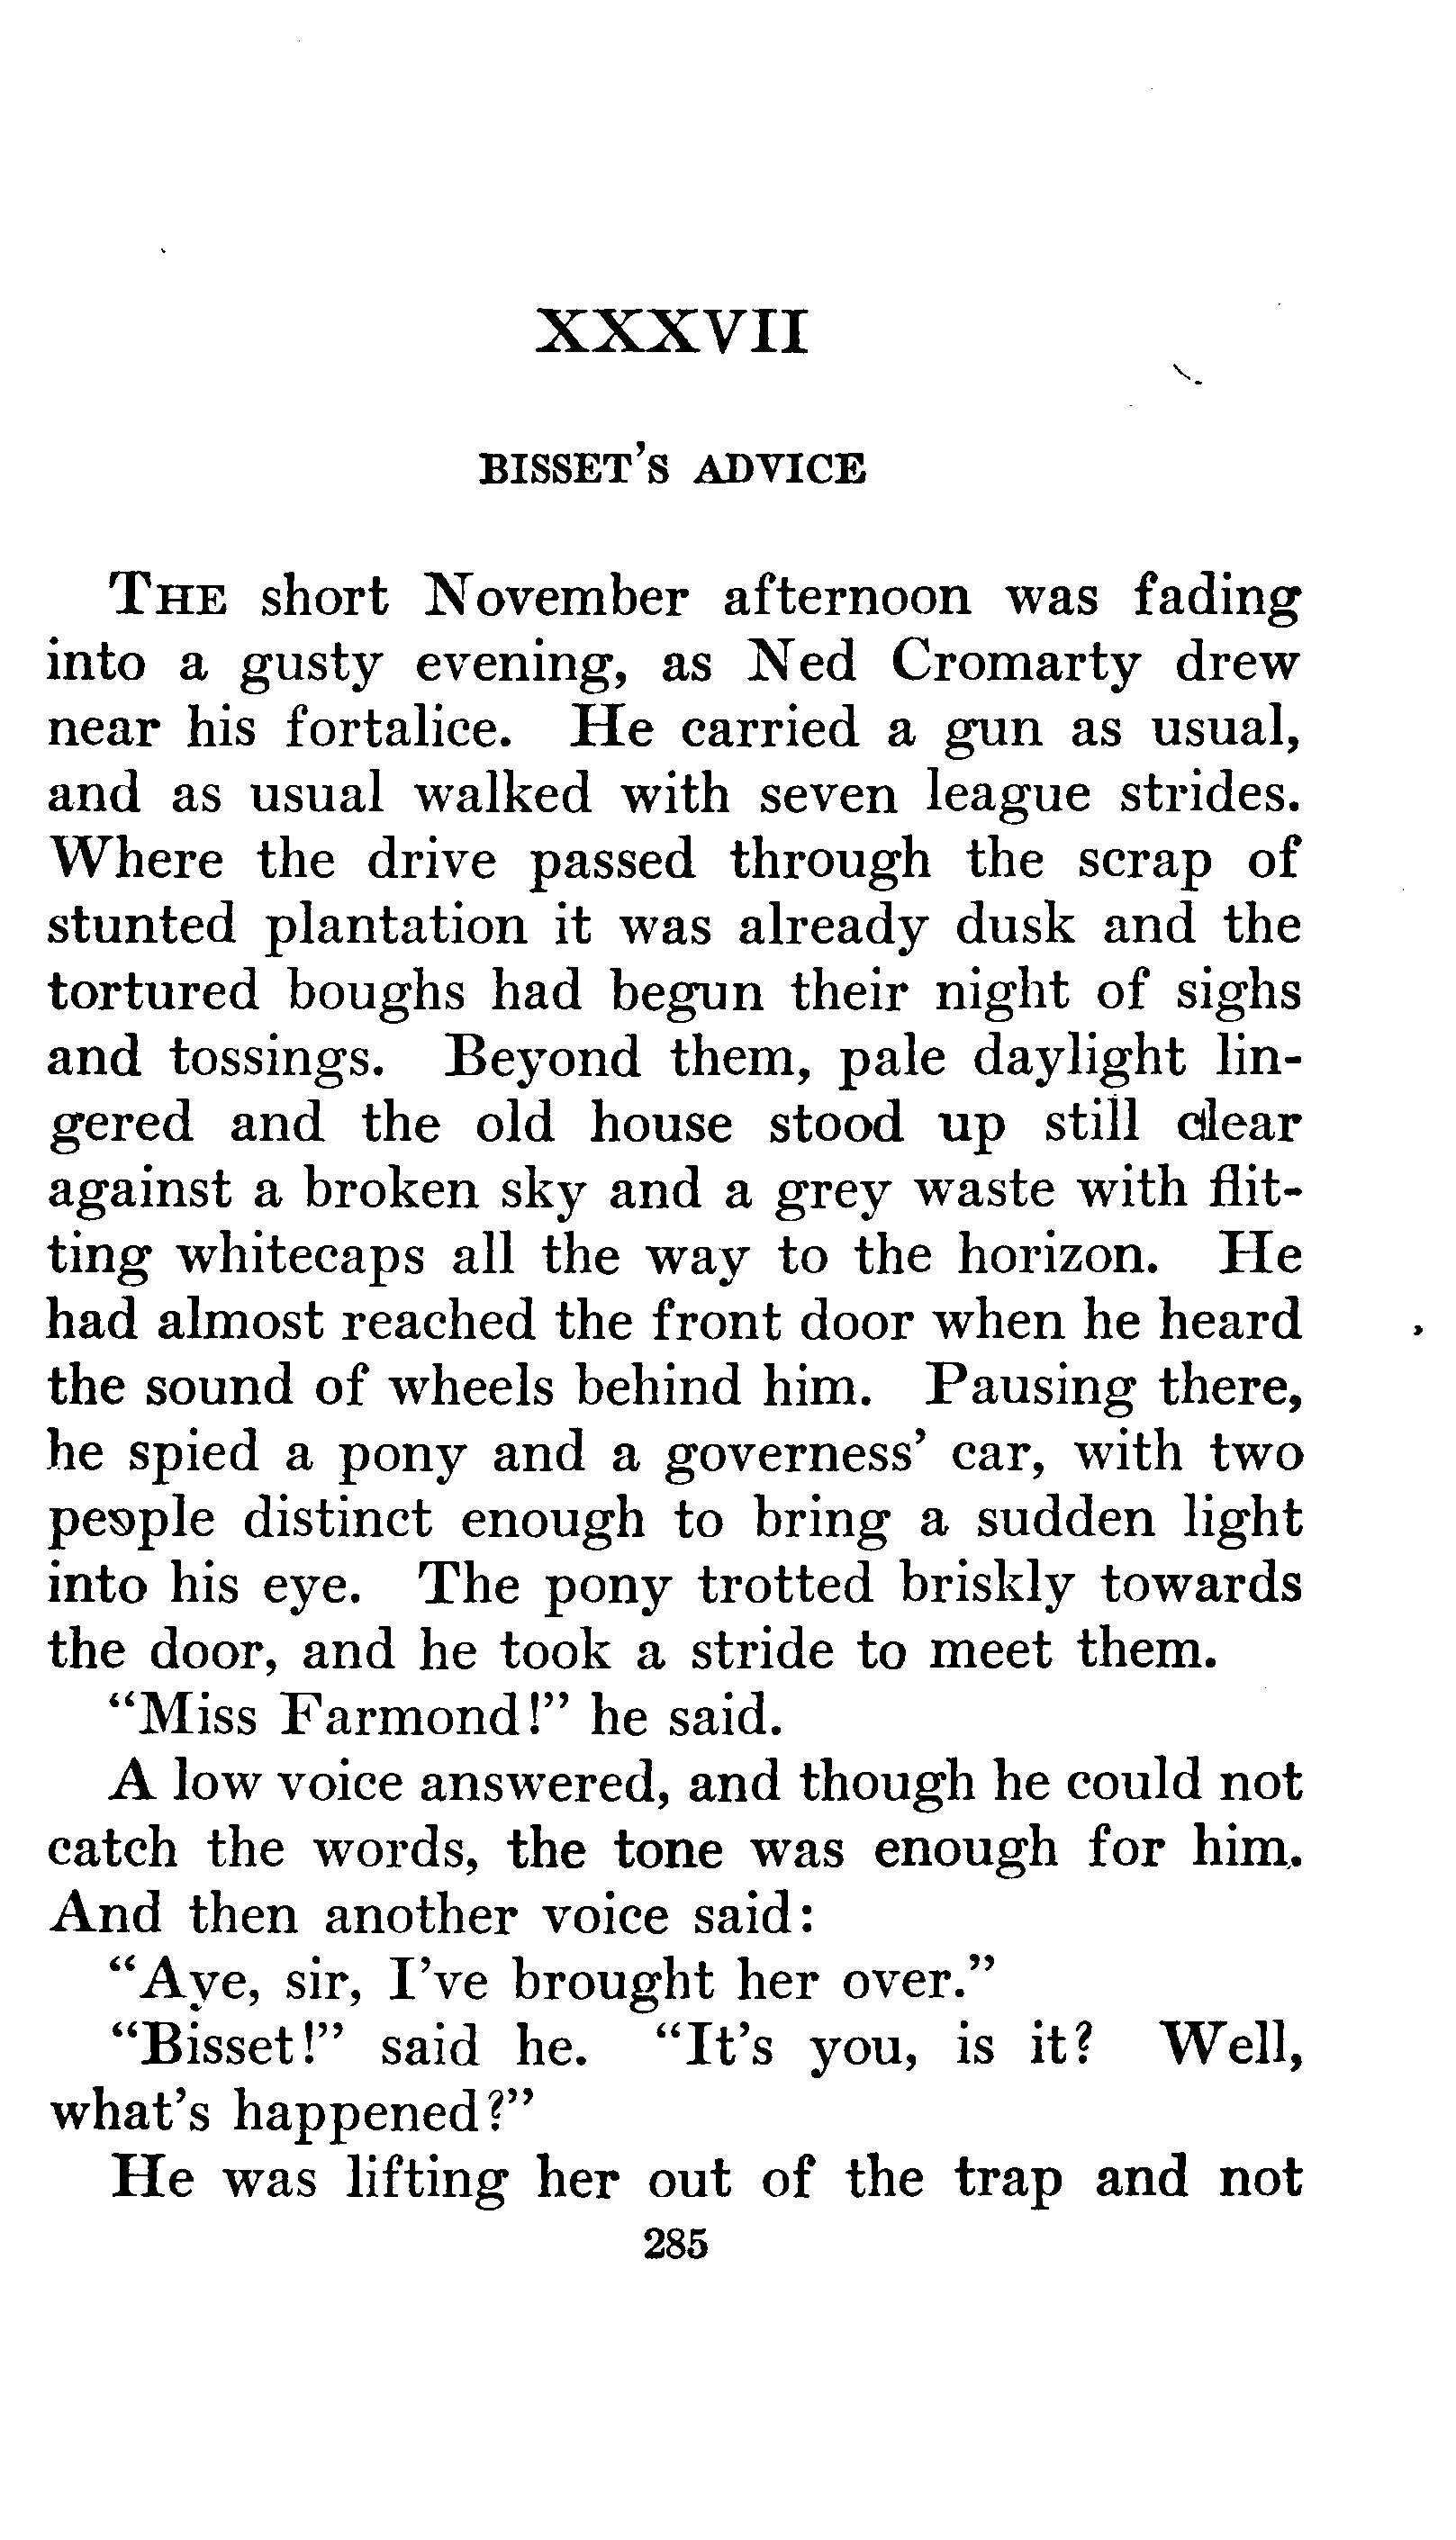 XXXVII
BISSET'S ADVICE
THE short November afternoon was fading
into a gusty evening, as Ned Cromarty drew
near his fortalice. He carried a gun as usual,
and as usual walked with seven league strides.
Where the drive passed through the scrap of
stunted plantation it was already dusk and the
tortured boughs had begun their night of sighs
and tossings. Beyond them, pale daylight lin-
gered and the old house stood up still clear
against a broken sky and a grey waste with flit-
ting whitecaps all the way to the horizon. He
had almost reached the front door when he heard
the sound of wheels behind him. Pausing there,
he spied a pony and a governess' car, with two
people distinct enough to bring a sudden light
into his eye. The pony trotted briskly towards
the door, and he took a stride to meet them.
"Miss Farmond!" he said.
A low voice answered, and though he could not
catch the words, the tone was enough for him.
And then another voice said:
"Aye, sir, I've brought her over."
"Bisset!" said he. "It's you, is it? Well,
what's happened?"
He was lifting her out of the trap and not
285